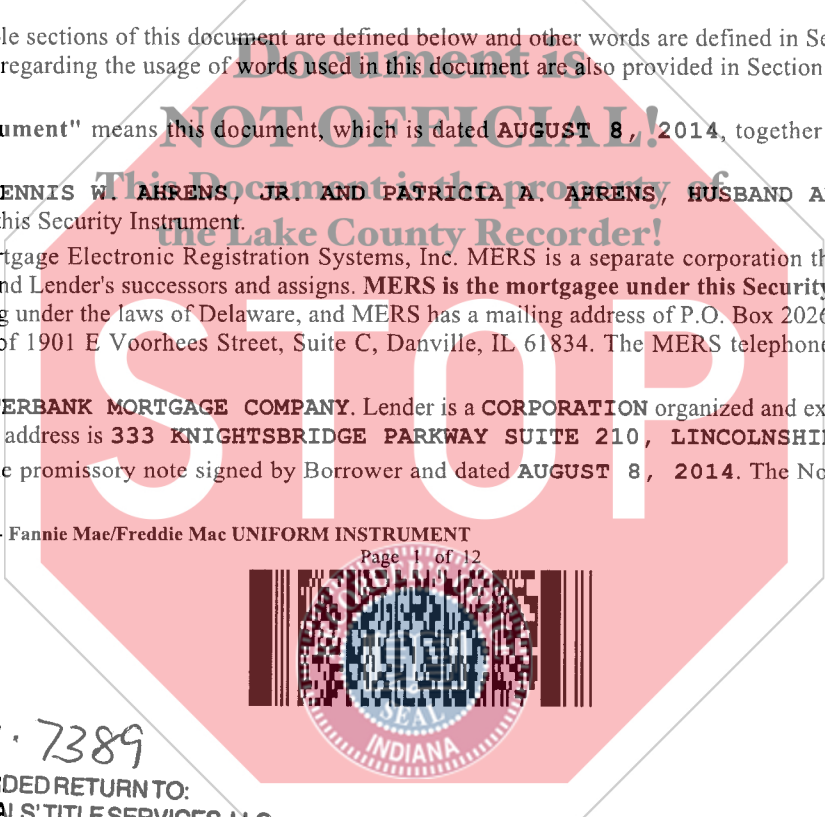 le sections of this document are defined below and other words are defined in Se
regarding the usage of words used in this document are also provided in Section
Document is
NOT OFFICIAL!
ument" means this document, which is dated AUGUST 8, 2014, together
This Document is the property of
ENNIS W. AHRENS, JR. AND PATRICIA A. AHRENS, HUSBAND A
this Security Instrument.
the Lake County Recorder!
rtgage Electronic Registration Systems, Inc. MERS is a separate corporation th
nd Lender's successors and assigns. MERS is the mortgagee under this Security
g under the laws of Delaware, and MERS has a mailing address of P.O. Box 2026
of 1901 E Voorhees Street, Suite C, Danville, IL 61834. The MERS telephone
STOP
ERBANK MORTGAGE COMPANY. Lender is a CORPORATION organized and ex
address is 333 KNIGHTSBRIDGE PARKWAY SUITE 210, LINCOLNSHI
e promissory note signed by Borrower and dated AUGUST 8, 2014. The No
- Fannie Mae/Freddie Mac UNIFORM INSTRUMENT
Page 1 of 12
SEAL
INDIANA
7389
DED RETURN TO:
ALS' TITLE SERVICES, LLC